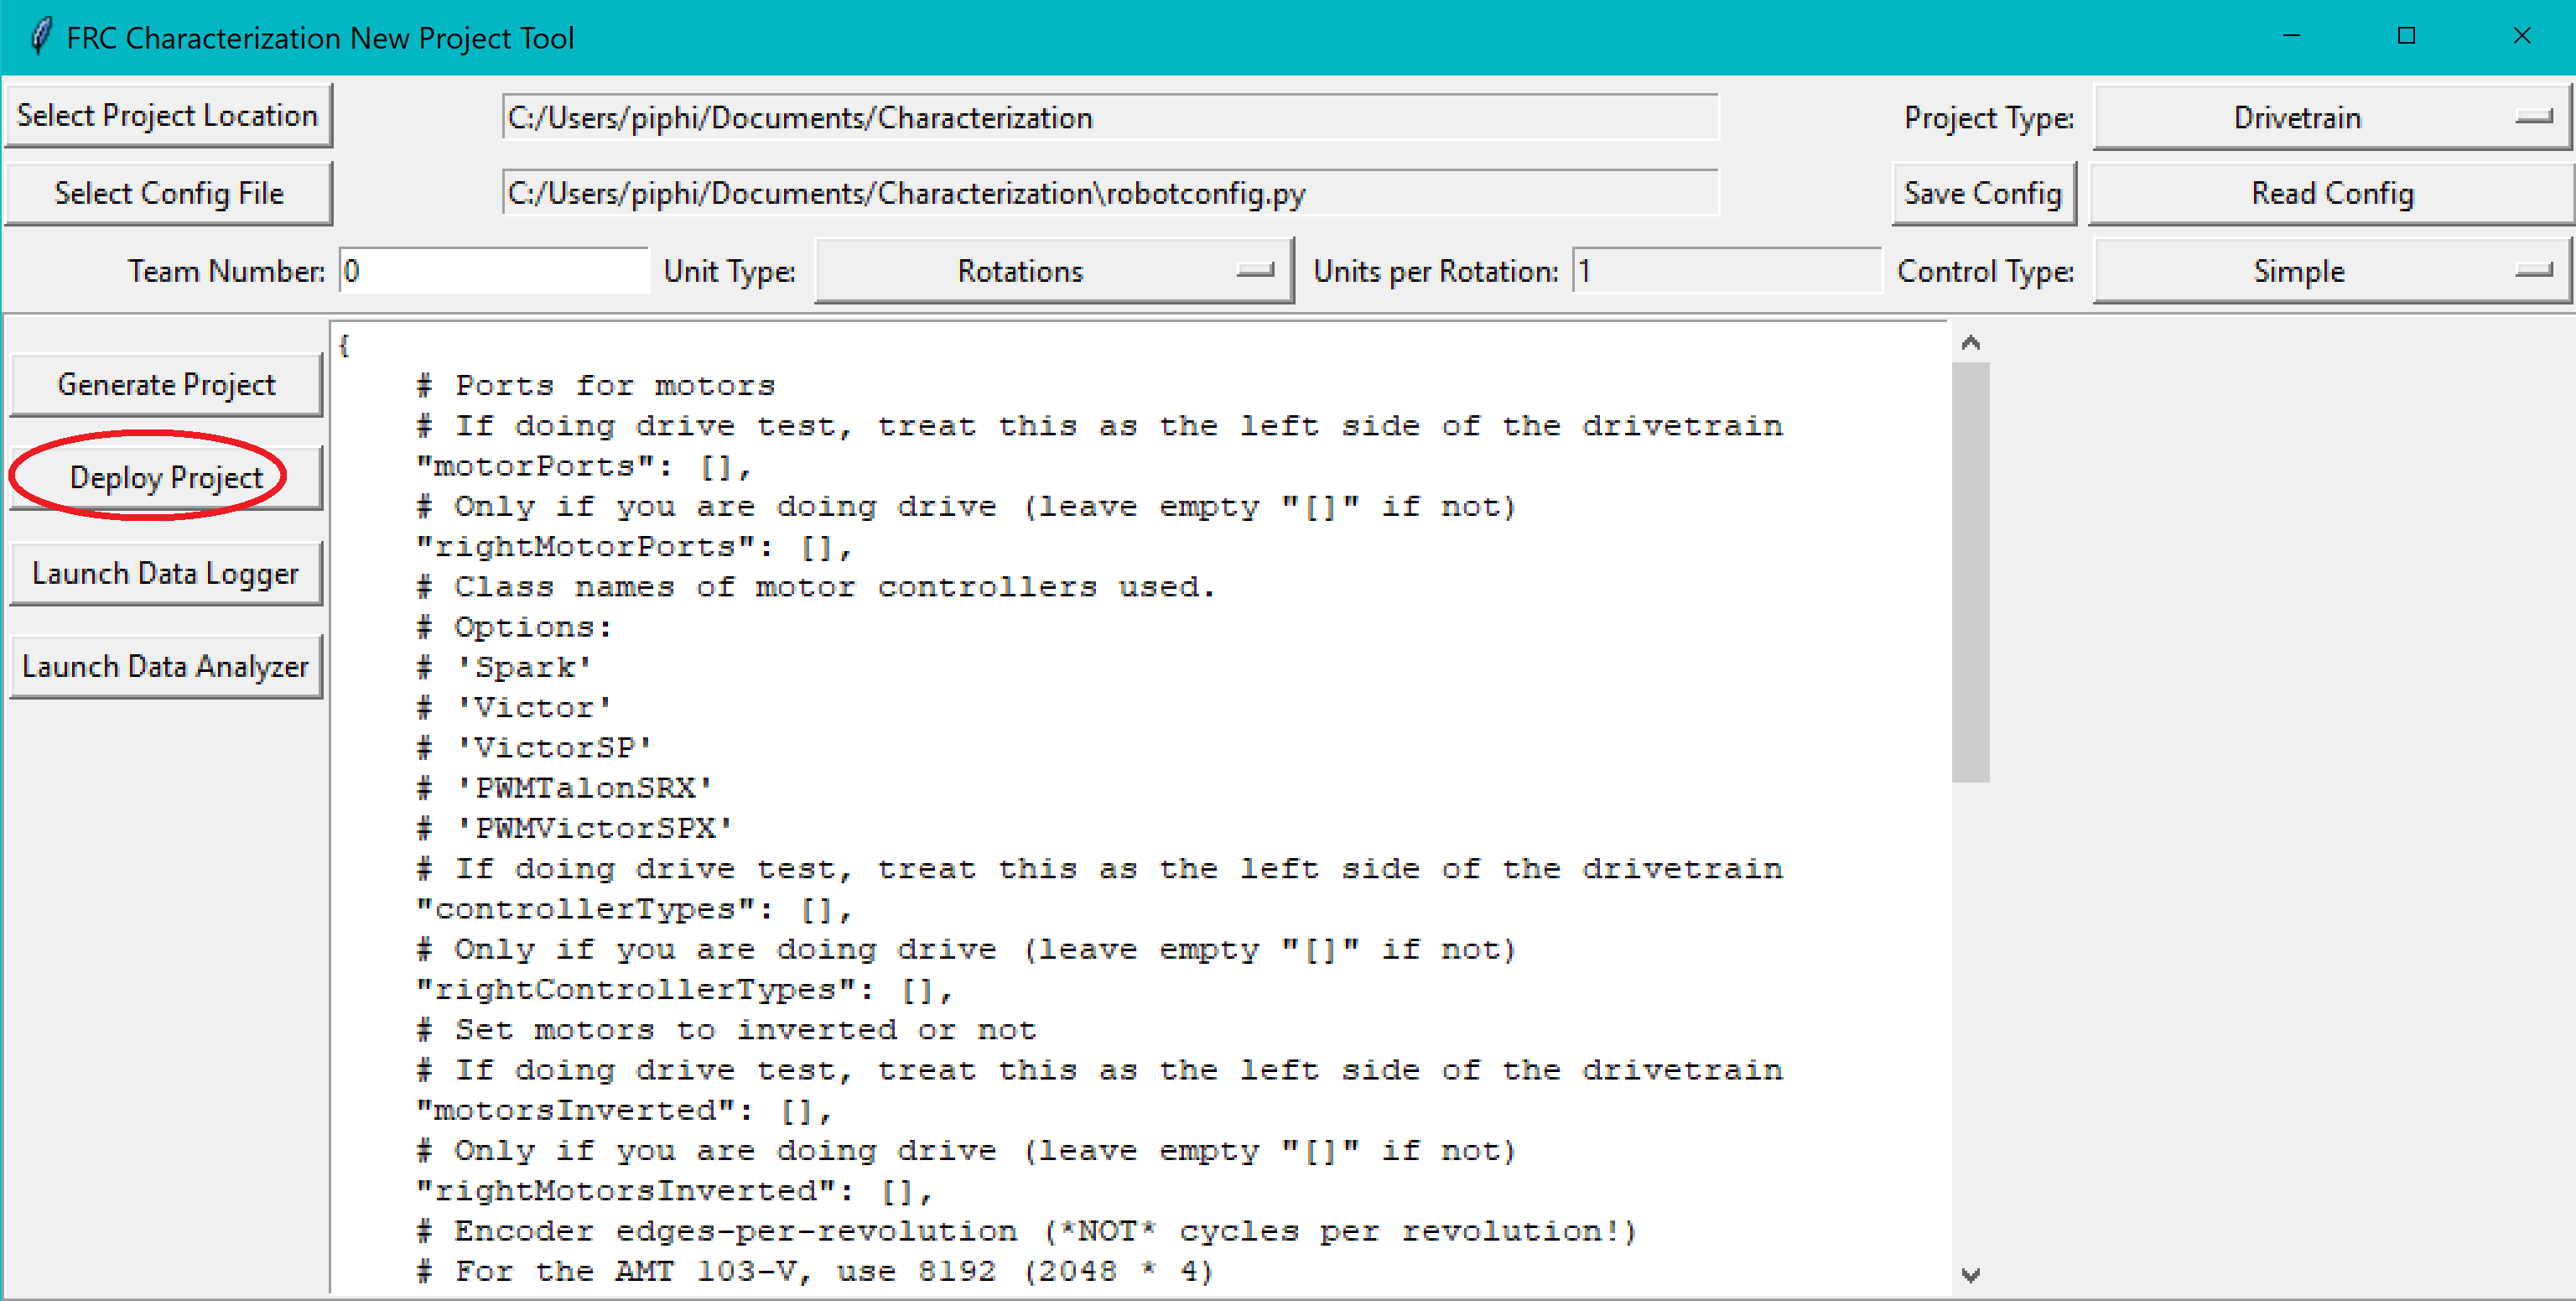 FRC Characterization New Project Tool
Select Project Location C:/Users/piphi/Documents/Characterization Project Type: Drivetrain
Select Config File C:/Users/piphi/Documents/Characterization\robotconfig.py Save Config Read Config
Team Number: 0 Unit Type: Rotations Units per Rotation: 1 Control Type: Simple
Generate Project
Deploy Project
Launch Data Logger
Launch Data Analyzer
{
# Ports for motors
# If doing drive test, treat this as the left side of the drivetrain
"motorPorts": [],
# Only if you are doing drive (leave empty "[]" if not)
"rightMotorPorts": [],
# Class names of motor controllers used.
# Options:
# 'Spark'
# 'Victor'
# 'VictorSP'
# 'PWMTalonSRX'
# 'PWMVictorSPX'
# If doing drive test, treat this as the left side of the drivetrain
"controllerTypes": [],
# Only if you are doing drive (leave empty "[]" if not)
"rightControllerTypes": [],
# Set motors to inverted or not
# If doing drive test, treat this as the left side of the drivetrain
"motorsInverted": [],
# Only if you are doing drive (leave empty "[]" if not)
"rightMotorsInverted": [],
# Encoder edges-per-revolution (*NOT* cycles per revolution!)
# For the AMT 103-V, use 8192 (2048 * 4)